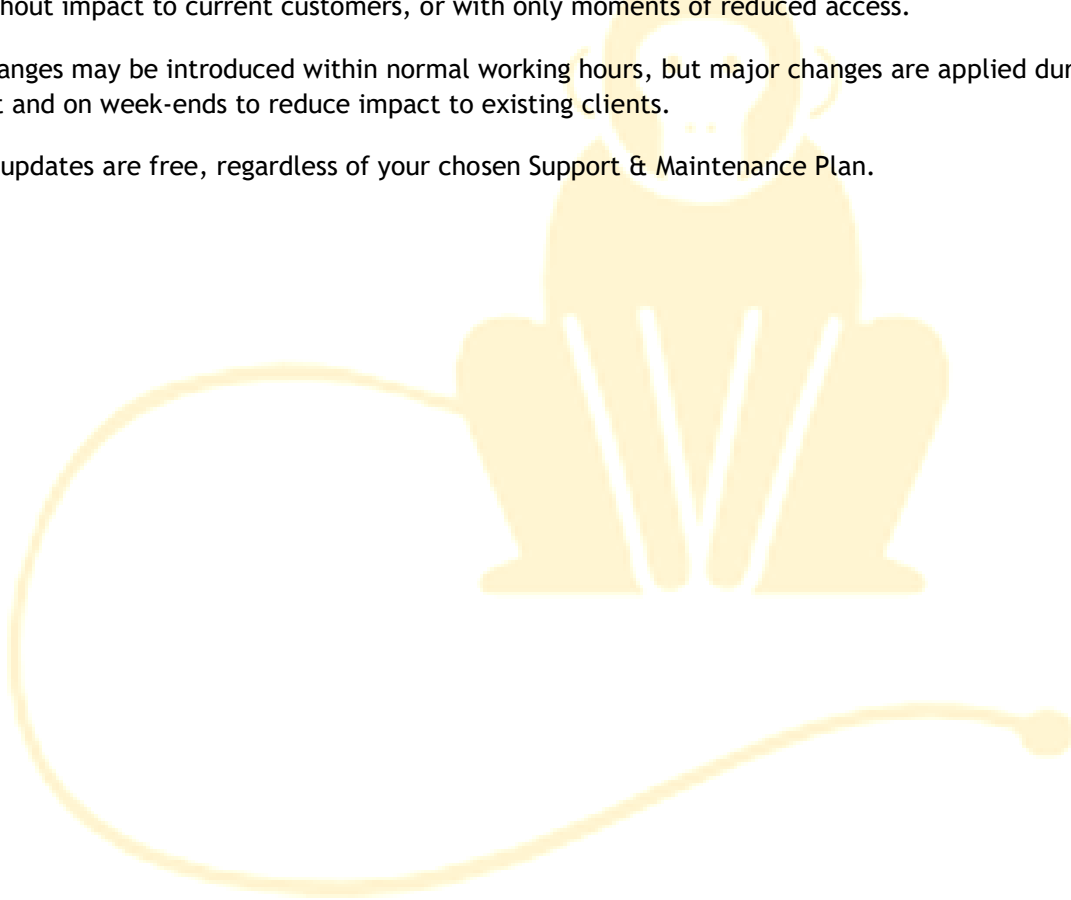 hout impact to current customers, or with only moments of reduced access.
anges may be introduced within normal working hours, but major changes are applied dur
t and on week-ends to reduce impact to existing clients.
updates are free, regardless of your chosen Support & Maintenance Plan.